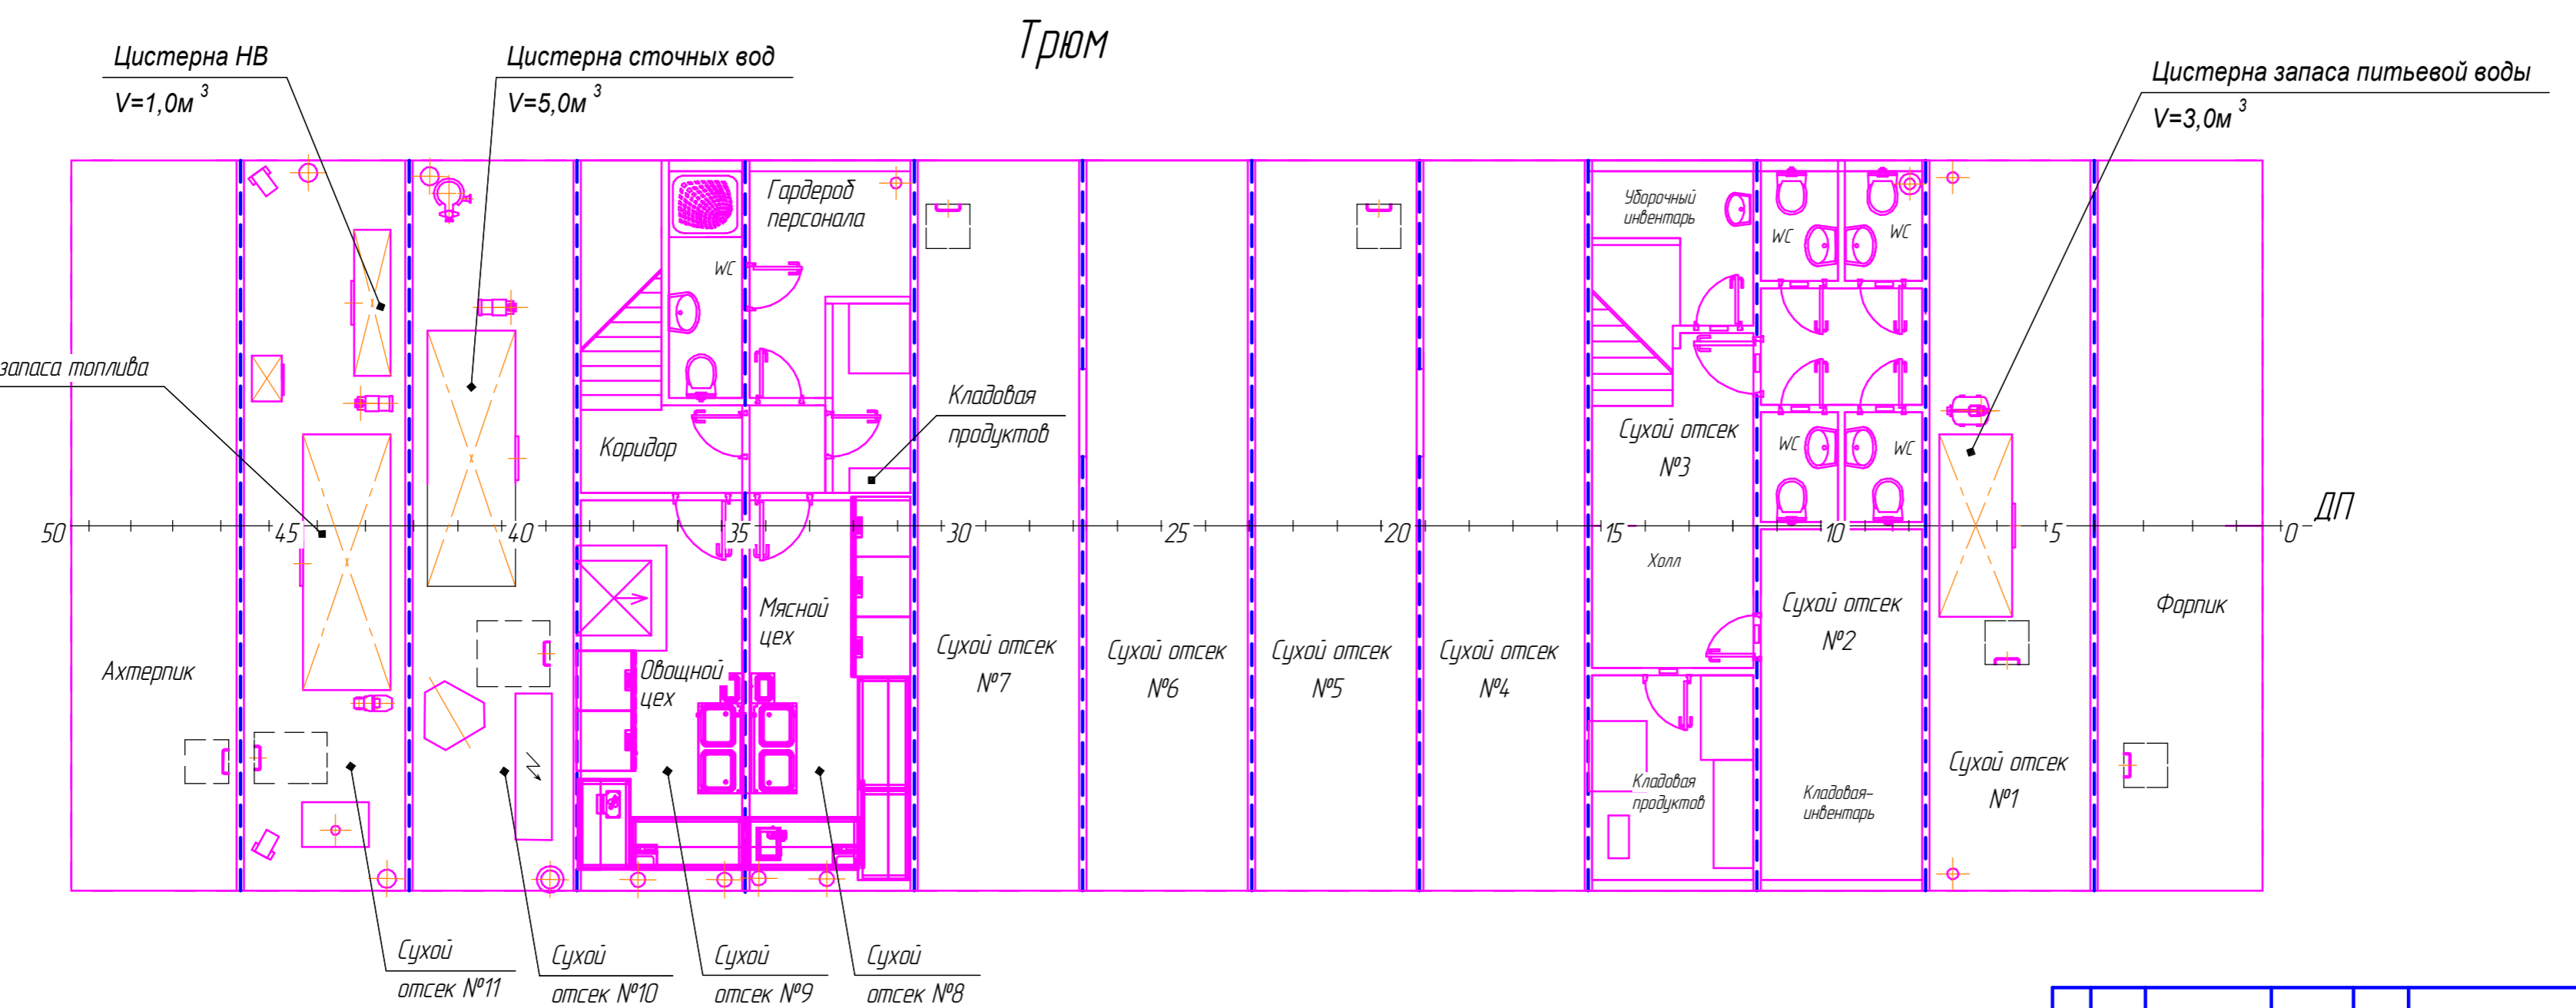 Трюм
Цистерна НВ
V=1,0м 3
Цистерна сточных вод
V=5,0м 3
Цистерна запаса питьевой воды
V=3,0м 3
запаса топлива
Гардероб
персонала
WC
Коридор
Кладовая
продуктов
Уборочный
инвентарь
WC
WC
Сухой отсек
№3
WC
WC
50
45
40
35
30
25
20
15
10
5
0
ДП
Холл
Ахтерпик
Овощной
цех
Мясной
цех
Сухой отсек
№7
Сухой отсек
№6
Сухой отсек
№5
Сухой отсек
№4
Сухой отсек
№2
Форпик
Кладовая
продуктов
Кладовая-
инвентарь
Сухой отсек
№1
Сухой
отсек №11
Сухой
отсек №10
Сухой
отсек №9
Сухой
отсек №8